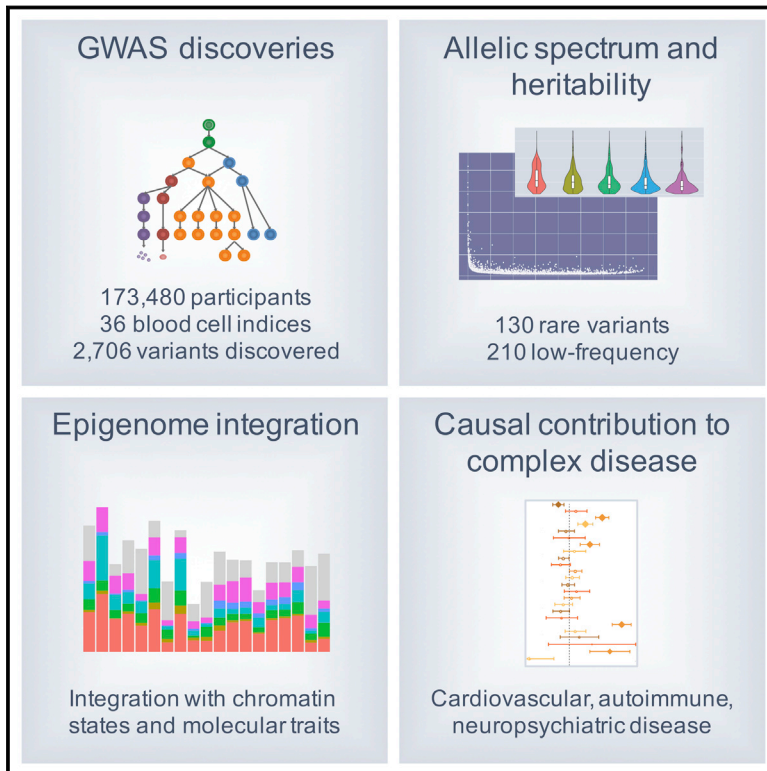 GWAS discoveries
173,480 participants
36 blood cell indices
2,706 variants discovered
Allelic spectrum and
heritability
130 rare variants
210 low-frequency
Epigenome integration
Integration with chromatin
states and molecular traits
Causal contribution to
complex disease
Cardiovascular, autoimmune,
neuropsychiatric disease